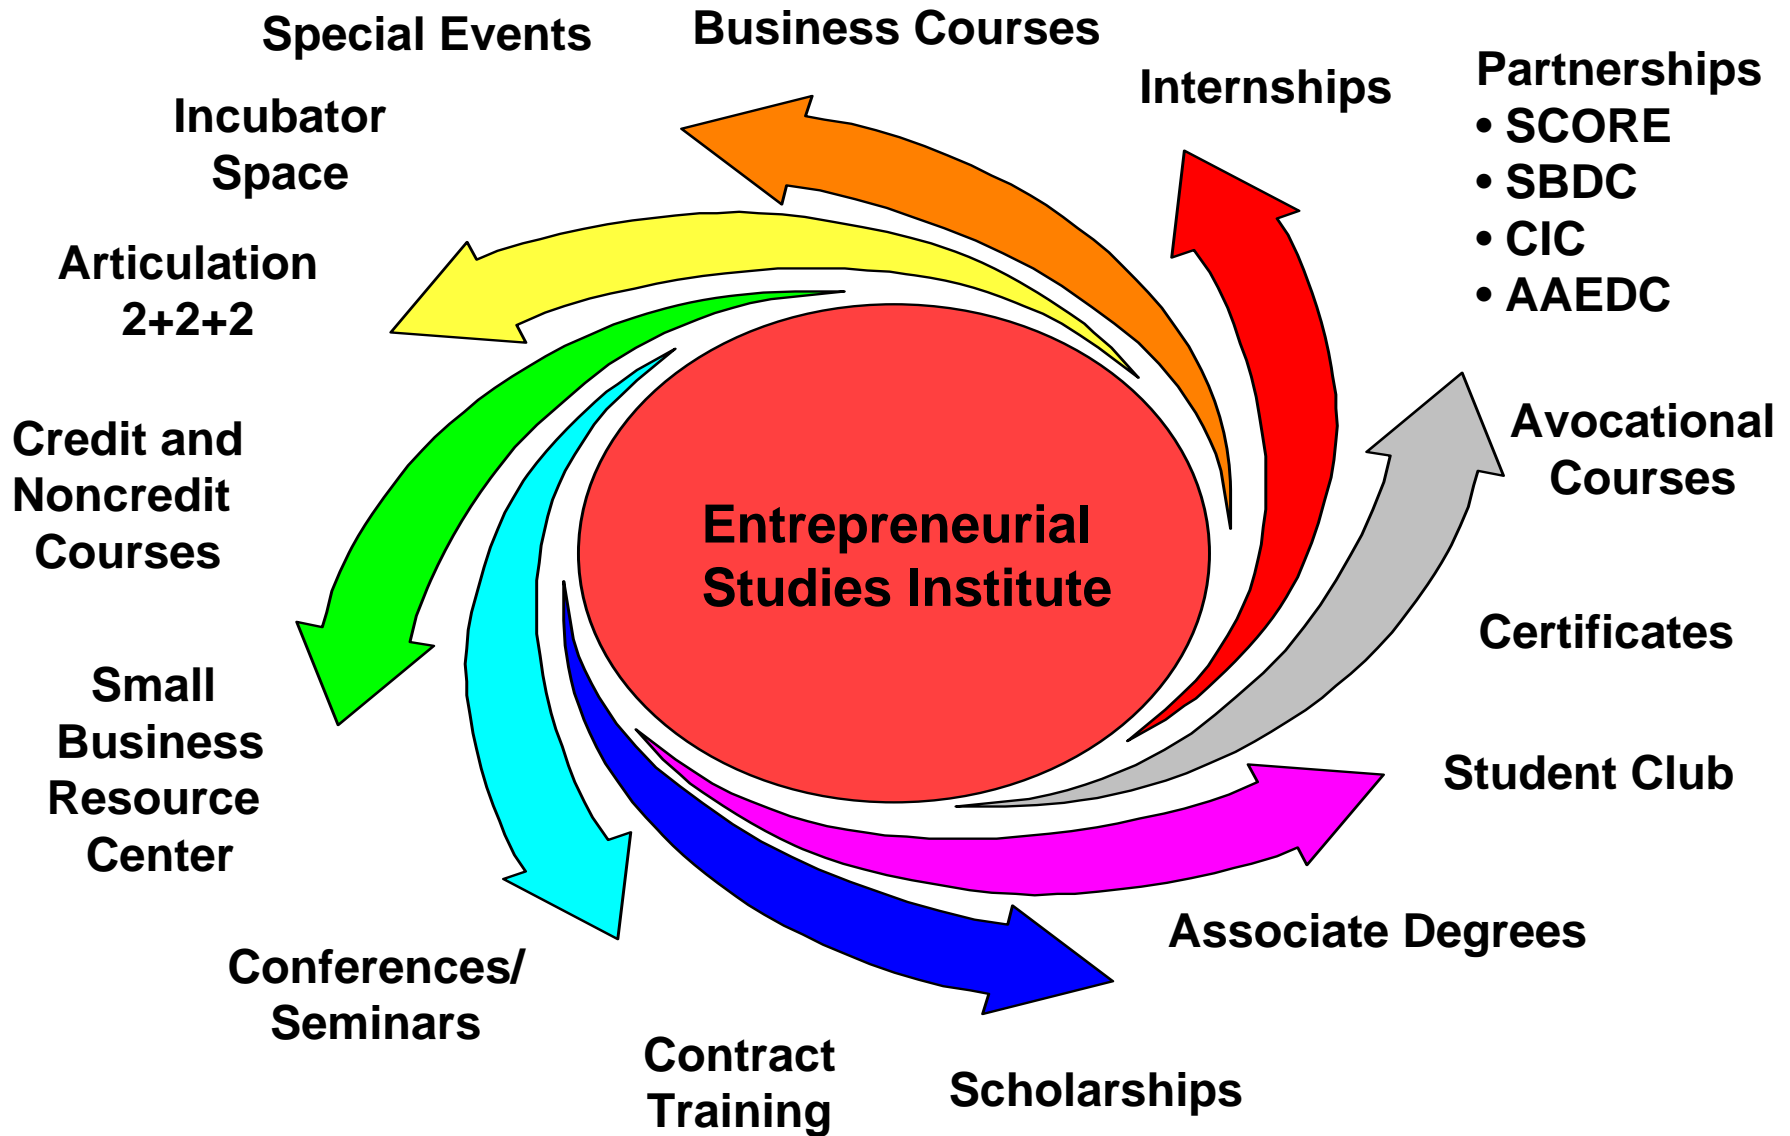 Special Events
Business Courses
Internships
Partnerships
• SCORE
• SBDC
• CIC
• AAEDC
Incubator
Space
Articulation
2+2+2
Credit and
Noncredit
Courses
Small
Business
Resource
Center
Entrepreneurial
Studies Institute
Avocational
Courses
Certificates
Student Club
Associate Degrees
Conferences/
Seminars
Contract
Training
Scholarships